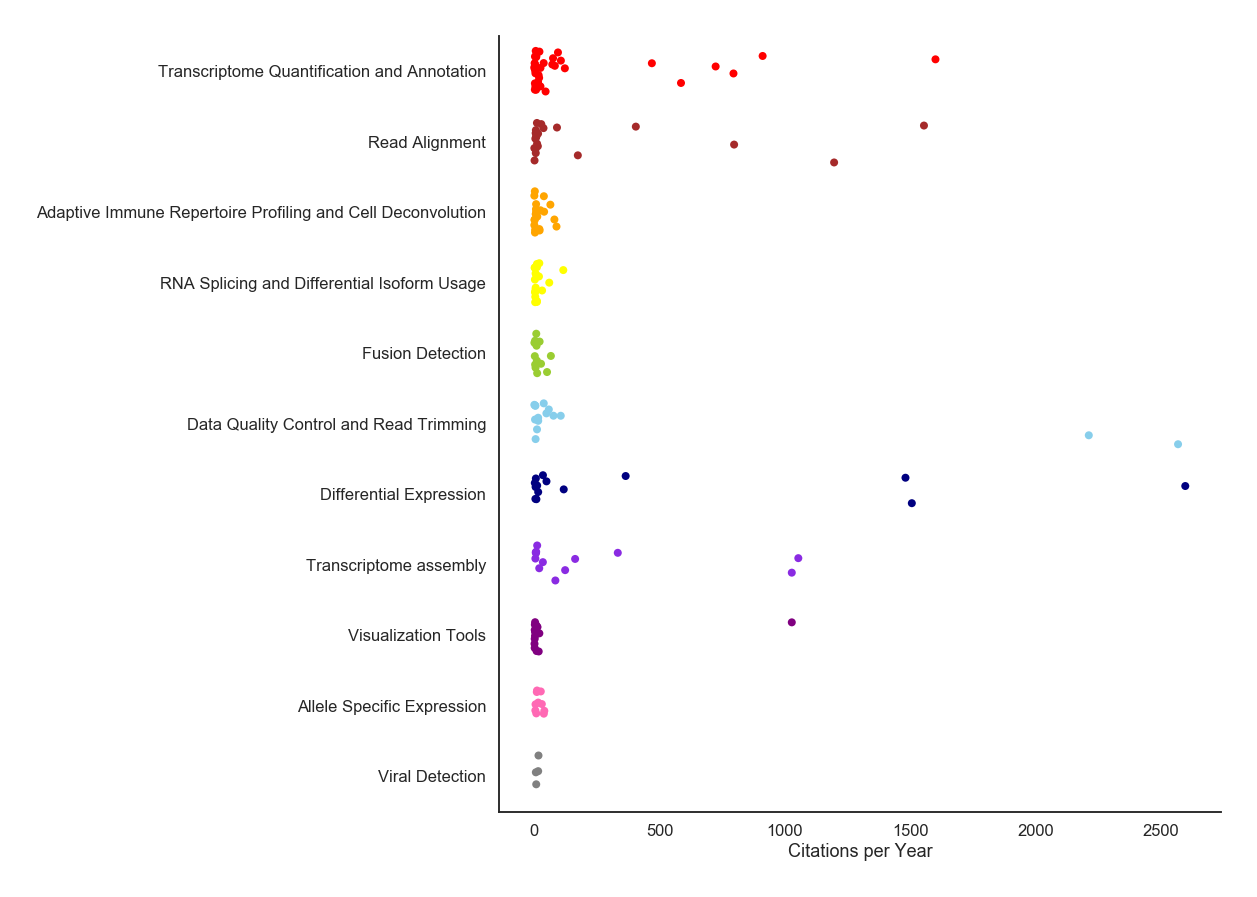 Transcriptome Quantification and Annotation
Read Alignment
Adaptive Immune Repertoire Profiling and Cell Deconvolution
RNA Splicing and Differential Isoform Usage
Fusion Detection
Data Quality Control and Read Trimming
Differential Expression
Transcriptome assembly
Visualization Tools
Allele Specific Expression
Viral Detection
0 500 1000 1500 2000 2500
Citations per Year